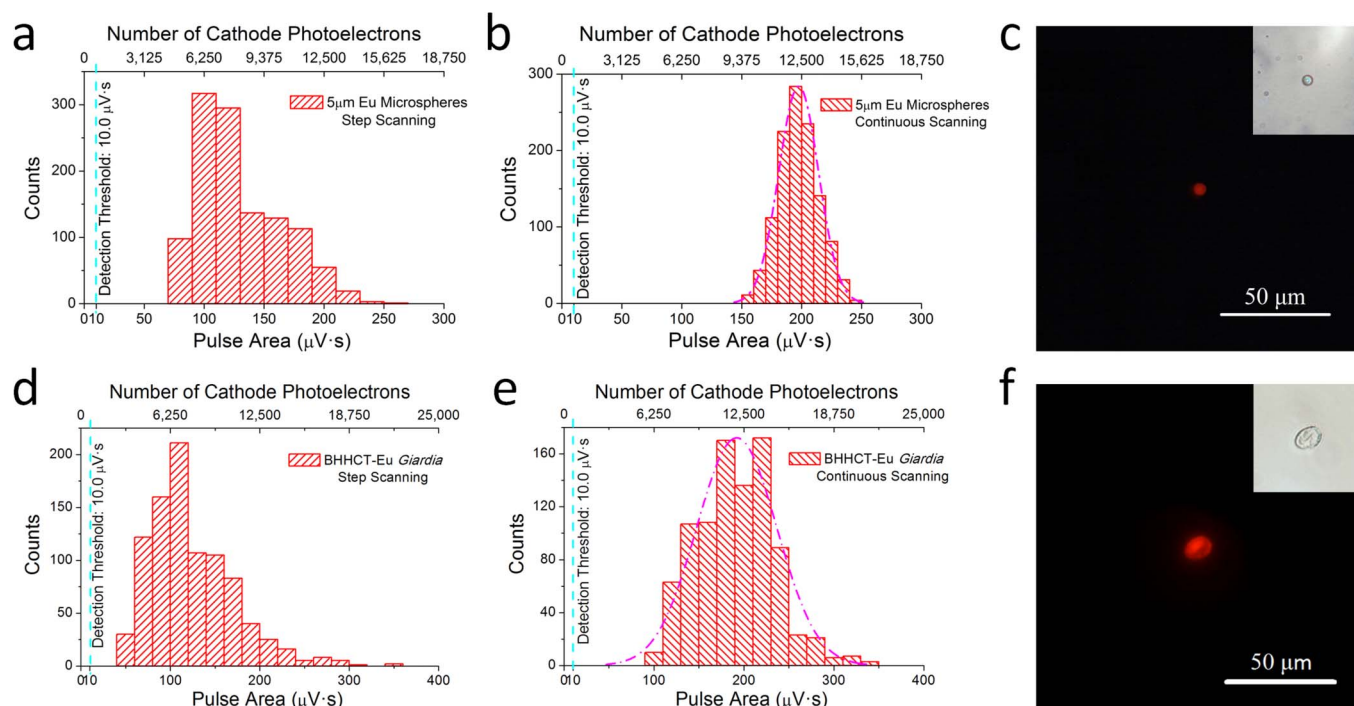 a
Number of Cathode Photoelectrons
0 3,125 6,250 9,375 12,500 15,625 18,750
300
200
100
0
Counts
Detection Threshold: 10.0 μV·s
5μm Eu Microspheres
Step Scanning
0 10 50 100 150 200 250 300
Pulse Area (μV·s)
b
Number of Cathode Photoelectrons
0 3,125 6,250 9,375 12,500 15,625 18,750
300
200
100
0
Counts
Detection Threshold: 10.0 μV·s
5μm Eu Microspheres
Continuous Scanning
0 10 50 100 150 200 250 300
Pulse Area (μV·s)
c
50 μm
d
Number of Cathode Photoelectrons
0 6,250 12,500 18,750 25,000
200
150
100
50
0
Counts
Detection Threshold: 10.0 μV·s
BHHCT-Eu Giardia
Step Scanning
0 10 100 200 300 400
Pulse Area (μV·s)
e
Number of Cathode Photoelectrons
0 6,250 12,500 18,750 25,000
160
120
80
40
0
Counts
Detection Threshold: 10.0 μV·s
BHHCT-Eu Giardia
Continuous Scanning
0 10 100 200 300 400
Pulse Area (μV·s)
f
50 μm